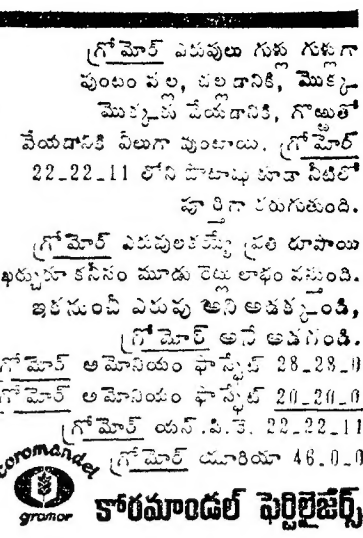 గ్రోమోర్ ఎరువులు గుళ్లు గుళ్లుగా
వుంటం వల్ల, చల్లడానికి, మొక్క
మొక్కకు వేయడానికి, గొఱ్ఱుతో
వేయడానికి వీలుగా వుంటాయి. గ్రోమోర్
22-22-11 లోని పొటాషు కూడా నీటిలో
పూర్తిగా కరుగుతుంది.
గ్రోమోర్ ఎరువులకయ్యే ప్రతి రూపాయి
ఖర్చుకూ కనీసం మూడు రెట్లు లాభం వస్తుంది.
ఇకనుంచీ ఎరువు అని అడక్కండి,
గ్రోమోర్ అనే అడగండి.
గ్రోమోర్ అమోనియం ఫాస్ఫేట్ 28-28-0
గ్రోమోర్ అమోనియం ఫాస్ఫేట్ 20-20-0
గ్రోమోర్ యన్.పి.కె. 22-22-11
గ్రోమోర్ యూరియా 46-0-0
coromandel
gromor
కోరమాండల్ ఫెర్టిలైజర్స్